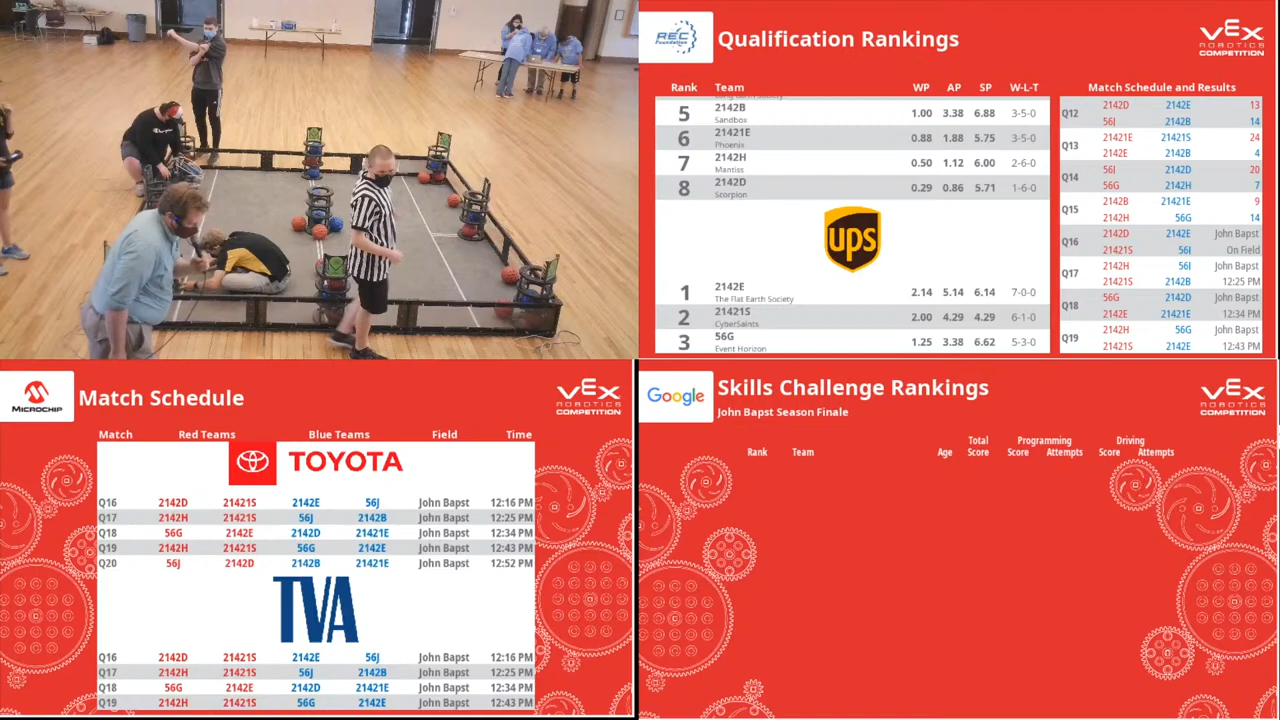 REC
Foundation
Qualification Rankings
VEX
ROBOTICS
COMPETITION
Rank Team WP AP SP W-L-T
5 2142B 1.00 3.38 6.88 3-5-0
Sandbox
6 21421E 0.88 1.88 5.75 3-5-0
Phoenix
7 2142H 0.50 1.12 6.00 2-6-0
Mantiss
8 2142D 0.29 0.86 5.71 1-6-0
Scorpion
ups
1 2142E 2.14 5.14 6.14 7-0-0
The Flat Earth Society
2 21421S 2.00 4.29 4.29 6-1-0
CyberSaints
3 56G 1.25 3.38 6.62 5-3-0
Event Horizon
Match Schedule and Results
Q12 2142D 2142E 13
56J 2142B 14
Q13 21421E 21421S 24
2142E 2142B 4
Q14 56J 2142D 20
56G 2142H 7
Q15 2142B 21421E 9
2142H 56G 14
Q16 2142D 2142E John Bapst
21421S 56J On Field
Q17 2142H 56J John Bapst
21421S 2142B 12:25 PM
Q18 56G 2142D John Bapst
2142E 21421E 12:34 PM
Q19 2142H 56G John Bapst
21421S 2142E 12:43 PM
MICROCHIP
Match Schedule
VEX
ROBOTICS
COMPETITION
Match Red Teams Blue Teams Field Time
TOYOTA
Q16 2142D 21421S 2142E 56J John Bapst 12:16 PM
Q17 2142H 21421S 56J 2142B John Bapst 12:25 PM
Q18 56G 2142E 2142D 21421E John Bapst 12:34 PM
Q19 2142H 21421S 56G 2142E John Bapst 12:43 PM
Q20 56J 2142D 2142B 21421E John Bapst 12:52 PM
TVA
Q16 2142D 21421S 2142E 56J John Bapst 12:16 PM
Q17 2142H 21421S 56J 2142B John Bapst 12:25 PM
Q18 56G 2142E 2142D 21421E John Bapst 12:34 PM
Q19 2142H 21421S 56G 2142E John Bapst 12:43 PM
Google
Skills Challenge Rankings
John Bapst Season Finale
VEX
ROBOTICS
COMPETITION
Total Programming Driving
Rank Team Age Score Score Attempts Score Attempts